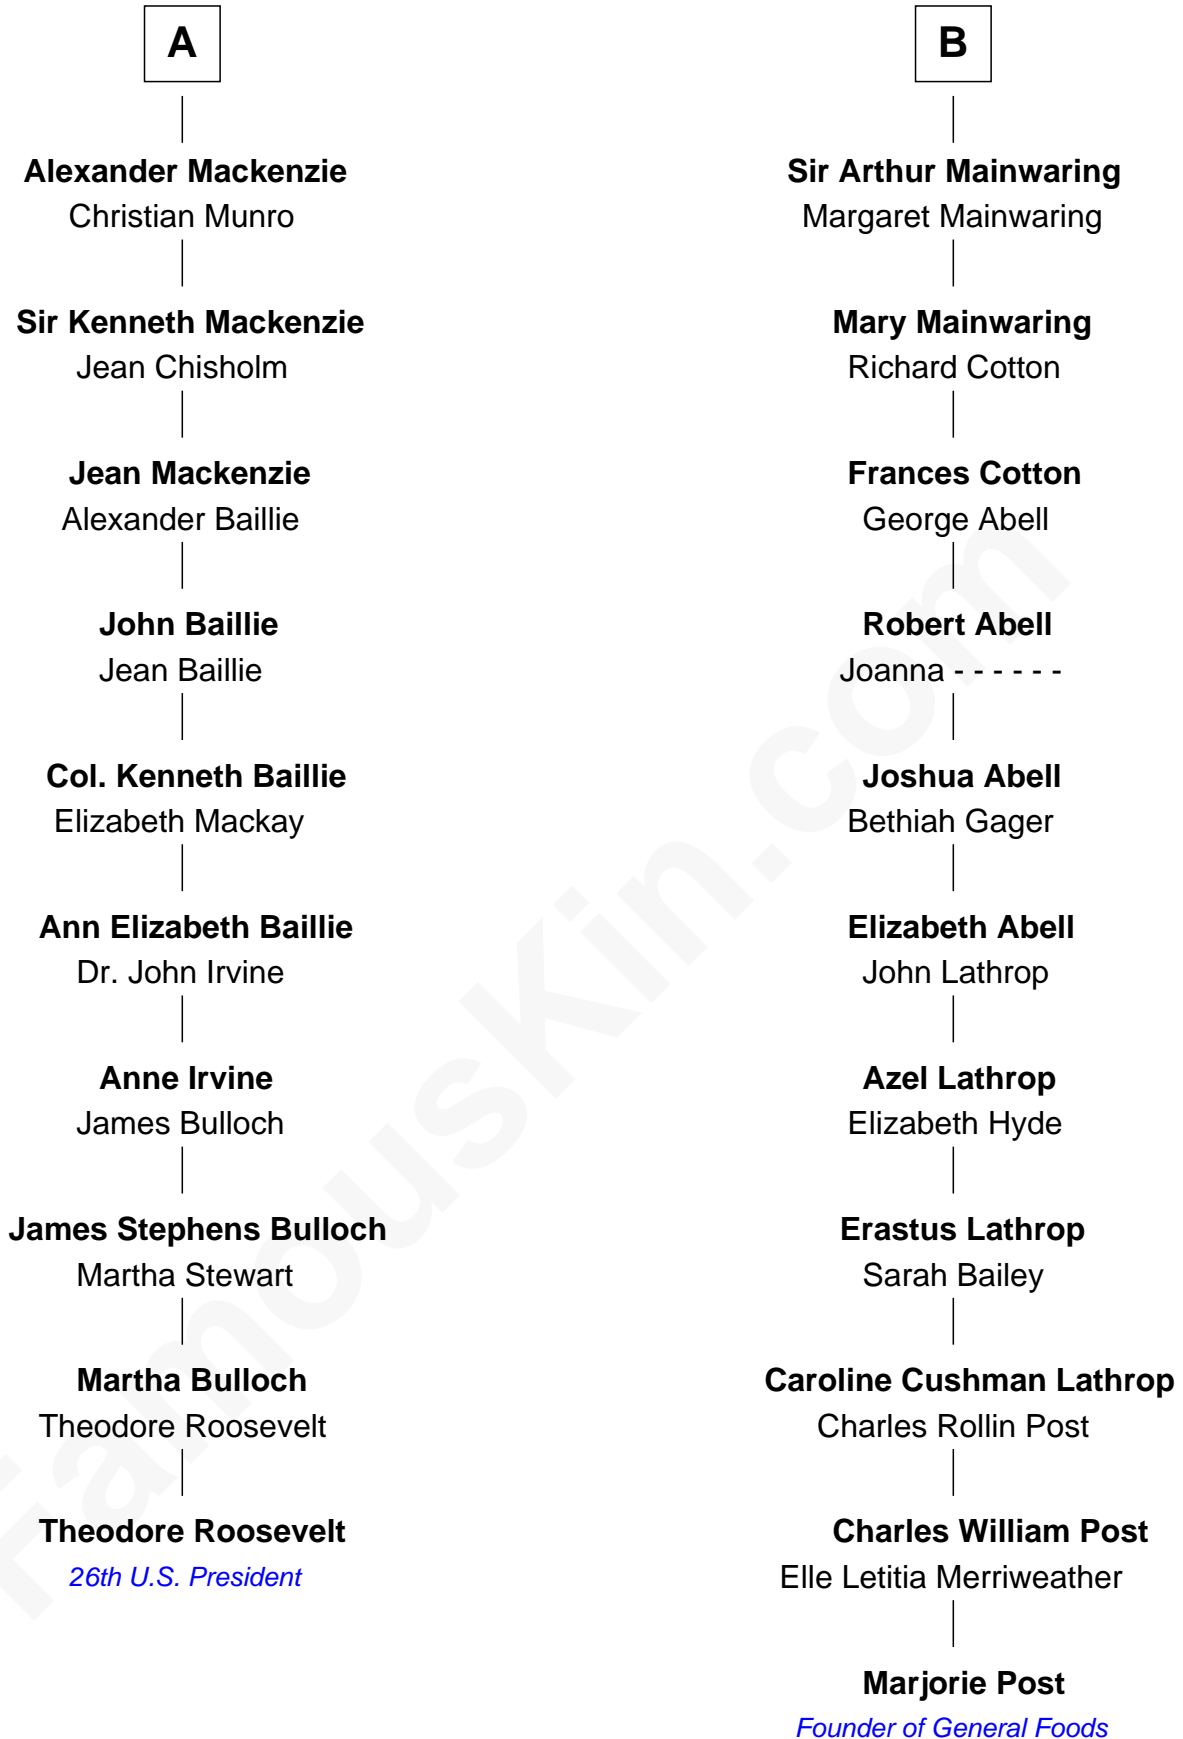 A
Alexander Mackenzie
Christian Munro
Sir Kenneth Mackenzie
Jean Chisholm
Jean Mackenzie
Alexander Baillie
John Baillie
Jean Baillie
Col. Kenneth Baillie
Elizabeth Mackay
Ann Elizabeth Baillie
Dr. John Irvine
Anne Irvine
James Bulloch
James Stephens Bulloch
Martha Stewart
Martha Bulloch
Theodore Roosevelt
Theodore Roosevelt
26th U.S. President
B
Sir Arthur Mainwaring
Margaret Mainwaring
Mary Mainwaring
Richard Cotton
Frances Cotton
George Abell
Robert Abell
Joanna - - - - - -
Joshua Abell
Bethiah Gager
Elizabeth Abell
John Lathrop
Azel Lathrop
Elizabeth Hyde
Erastus Lathrop
Sarah Bailey
Caroline Cushman Lathrop
Charles Rollin Post
Charles William Post
Elle Letitia Merriweather
Marjorie Post
Founder of General Foods
FamousKin.com